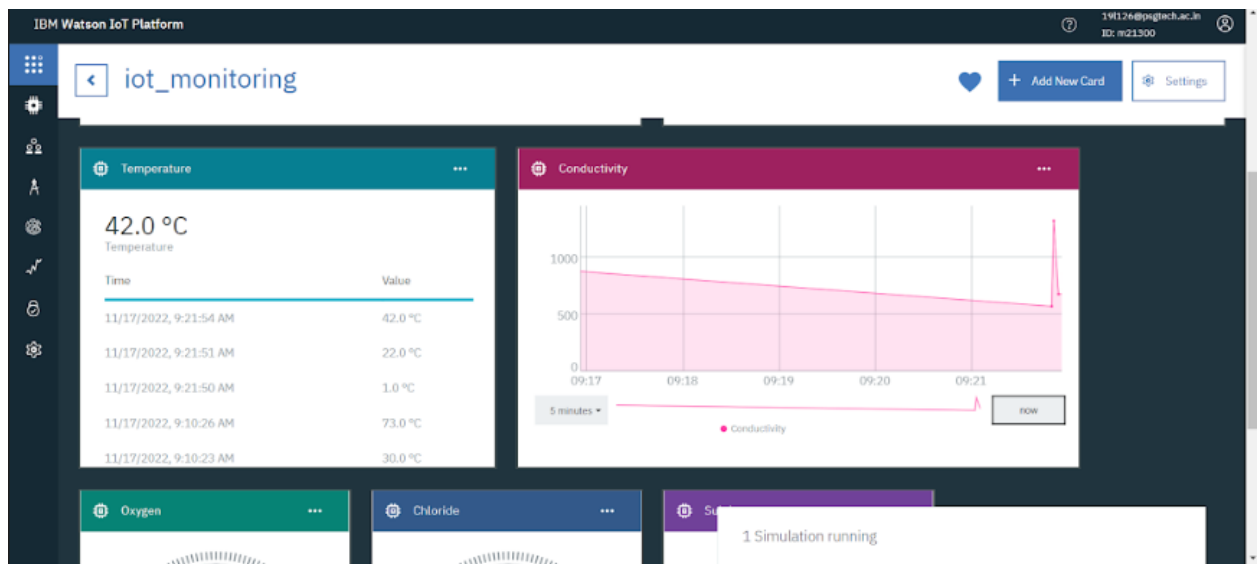 IBM Watson IoT Platform
19l126@psgtech.ac.in
ID: m21300
iot_monitoring
+ Add New Card
Settings
Temperature
42.0 °C
Temperature
Time Value
11/17/2022, 9:21:54 AM 42.0 °C
11/17/2022, 9:21:51 AM 22.0 °C
11/17/2022, 9:21:50 AM 1.0 °C
11/17/2022, 9:10:26 AM 73.0 °C
11/17/2022, 9:10:23 AM 30.0 °C
Conductivity
1000
500
0
09:17 09:18 09:19 09:20 09:21
5 minutes
now
Conductivity
Oxygen
Chloride
1 Simulation running